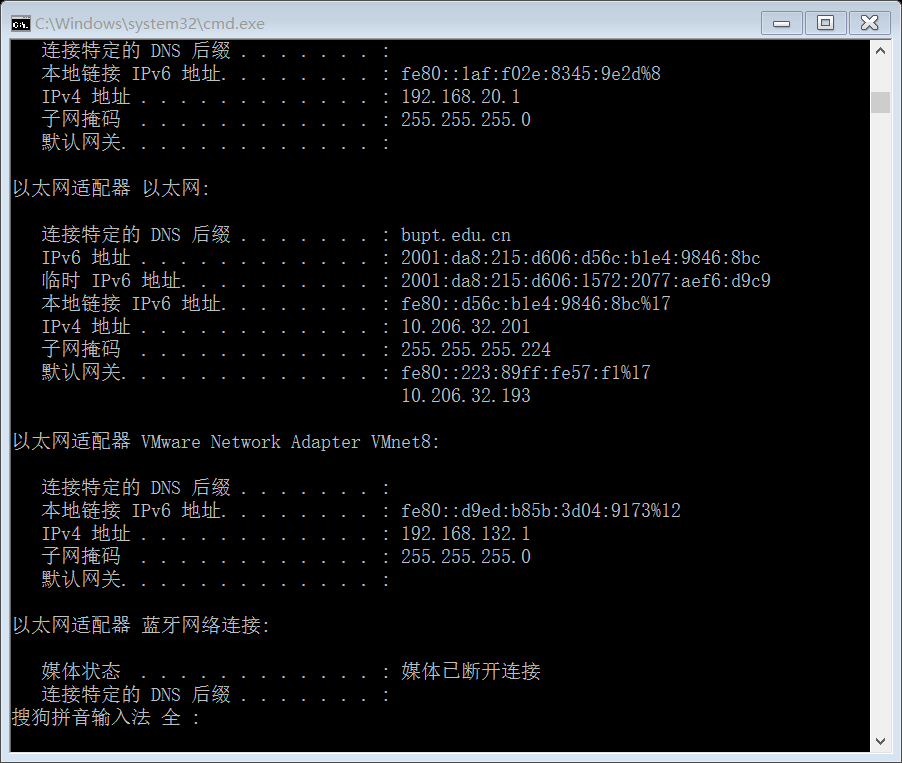 C:\Windows\system32\cmd.exe
连接特定的 DNS 后缀 . . . . . . . :
本地链接 IPv6 地址. . . . . . . . : fe80::1af:f02e:8345:9e2d%8
IPv4 地址 . . . . . . . . . . . . : 192.168.20.1
子网掩码  . . . . . . . . . . . . : 255.255.255.0
默认网关. . . . . . . . . . . . . :
以太网适配器 以太网:
连接特定的 DNS 后缀 . . . . . . . : bupt.edu.cn
IPv6 地址 . . . . . . . . . . . . : 2001:da8:215:d606:d56c:b1e4:9846:8bc
临时 IPv6 地址. . . . . . . . . . : 2001:da8:215:d606:1572:2077:aef6:d9c9
本地链接 IPv6 地址. . . . . . . . : fe80::d56c:b1e4:9846:8bc%17
IPv4 地址 . . . . . . . . . . . . : 10.206.32.201
子网掩码  . . . . . . . . . . . . : 255.255.255.224
默认网关. . . . . . . . . . . . . : fe80::223:89ff:fe57:f1%17
10.206.32.193
以太网适配器 VMware Network Adapter VMnet8:
连接特定的 DNS 后缀 . . . . . . . :
本地链接 IPv6 地址. . . . . . . . : fe80::d9ed:b85b:3d04:9173%12
IPv4 地址 . . . . . . . . . . . . : 192.168.132.1
子网掩码  . . . . . . . . . . . . : 255.255.255.0
默认网关. . . . . . . . . . . . . :
以太网适配器 蓝牙网络连接:
媒体状态  . . . . . . . . . . . . : 媒体已断开连接
连接特定的 DNS 后缀 . . . . . . . :
搜狗拼音输入法 全 :